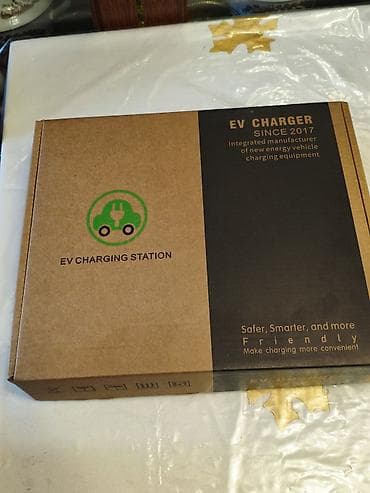 EV CHARGER
SINCE 2017
Integrated manufacturer
of new energy vehicle
charging equipment
EV CHARGING STATION
Safer, Smarter, and more
Friendly
Make charging more convenient